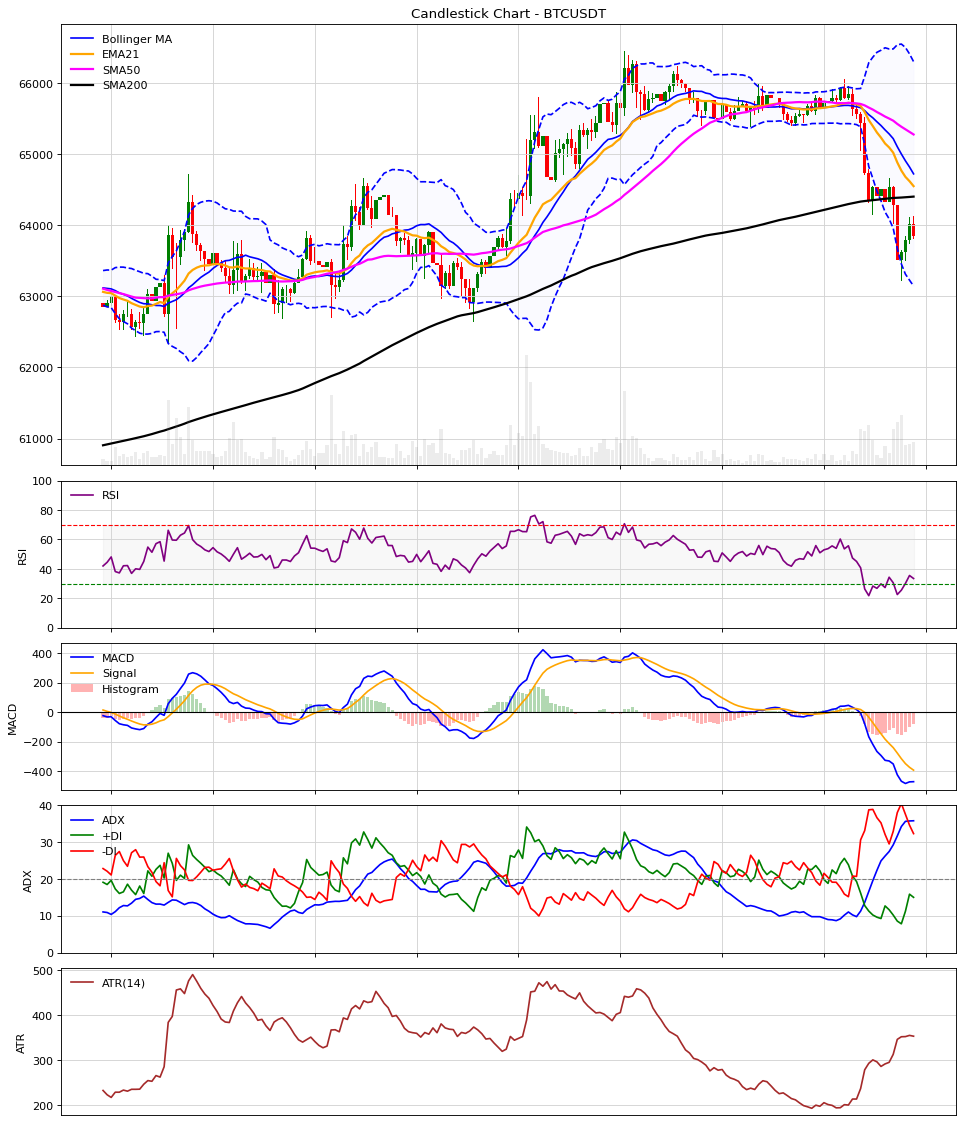 Candlestick Chart - BTCUSDT
Bollinger MA
EMA21
SMA50
SMA200
66000
65000
64000
63000
62000
61000
100
80
60
40
20
0
RSI
RSI
400
200
0
−200
−400
MACD
MACD
Signal
Histogram
40
30
20
10
0
ADX
ADX
+DI
-DI
500
400
300
200
ATR
ATR(14)